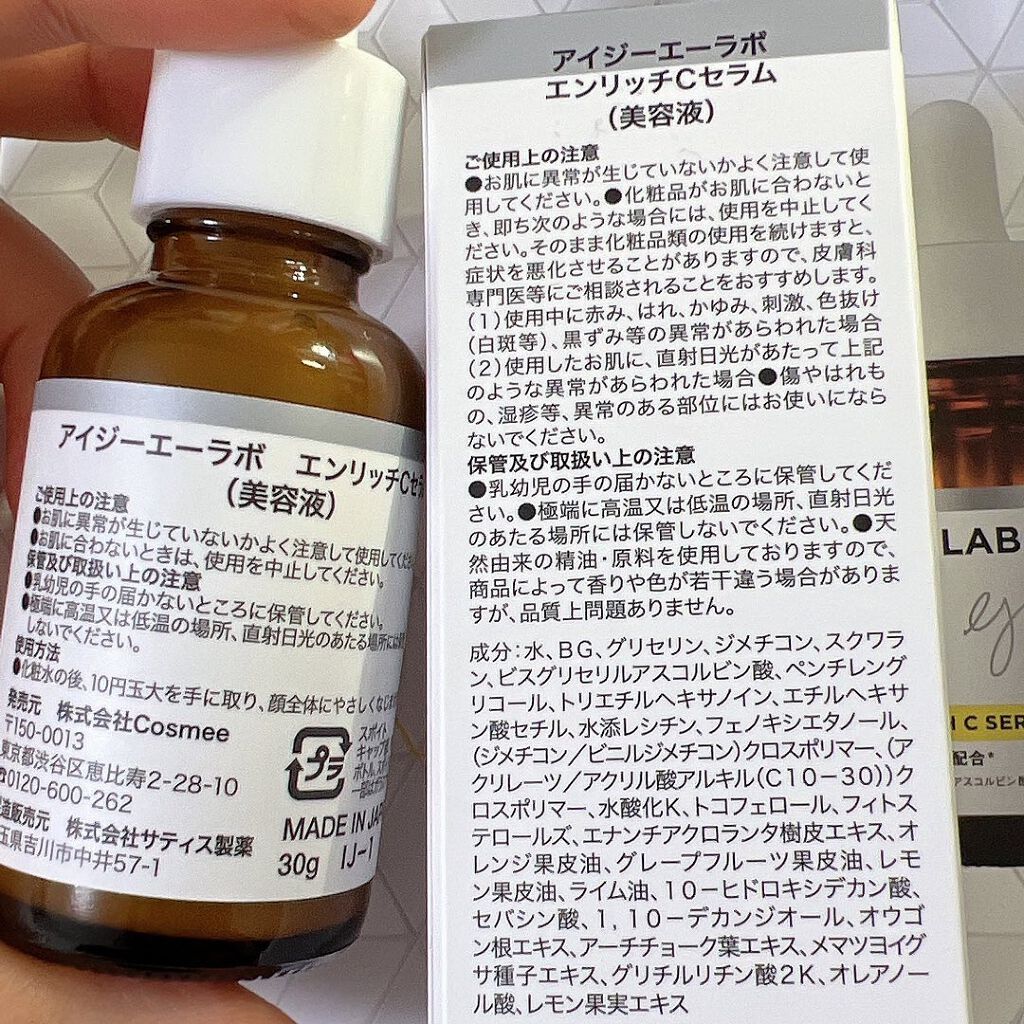 アイジーエーラボ
エンリッチCセラム
(美容液)
ご使用上の注意
●お肌に異常が生じていないかよく注意して使
用してください。●化粧品がお肌に合わないと
き、即ち次のような場合には、使用を中止してく
ださい。そのまま化粧品類の使用を続けますと、
症状を悪化させることがありますので、皮膚科
専門医等にご相談されることをおすすめします。
(1)使用中に赤み、はれ、かゆみ、刺激、色抜け
(白斑等)、黒ずみ等の異常があらわれた場合
(2)使用したお肌に、直射日光があたって上記
のような異常があらわれた場合●傷やはれも
の、湿疹等、異常のある部位にはお使いになら
ないでください。
保管及び取扱い上の注意
●乳幼児の手の届かないところに保管してくだ
さい。●極端に高温又は低温の場所、直射日光
のあたる場所には保管しないでください。●天
然由来の精油・原料を使用しておりますので、
商品によって香りや色が若干違う場合がありま
すが、品質上問題ありません。
成分:水、BG、グリセリン、ジメチコン、スクワラ
ン、ビスグリセリルアスコルビン酸、ペンチレング
リコール、トリエチルヘキサノイン、エチルヘキサ
ン酸セチル、水添レシチン、フェノキシエタノール、
(ジメチコン/ビニルジメチコン)クロスポリマー、(ア
クリレーツ/アクリル酸アルキル(C10-30))ク
ロスポリマー、水酸化K、トコフェロール、フィトス
テロールズ、エナンチアクロランタ樹皮エキス、オ
レンジ果皮油、グレープフルーツ果皮油、レモ
ン果皮油、ライム油、10-ヒドロキシデカン酸、
セバシン酸、1,10-デカンジオール、オウゴ
ン根エキス、アーチチョーク葉エキス、メマツヨイグ
サ種子エキス、グリチルリチン酸2K、オレアノー
ル酸、レモン果実エキス
アイジーエーラボ エンリッチCセラ
(美容液)
ご使用上の注意
●お肌に異常が生じていないかよく注意して使用してくだ
●お肌に合わないときは、使用を中止してください。
保管及び取扱い上の注意
●乳幼児の手の届かないところに保管してください。
●極端に高温又は低温の場所、直射日光のあたる場所には
しないでください。
使用方法
●化粧水の後、10円玉大を手に取り、顔全体にやさしくなじ
発売元 株式会社Cosmee
〒150-0013
東京都渋谷区恵比寿2-28-10
☎0120-600-262
製造販売元 株式会社サティス製薬
玉県吉川市中井57-1
プラ
スポイト
キャップ
ボトル
MADE IN JAP
30g IJ-1
LAB
C SER
配合*
アスコルビン